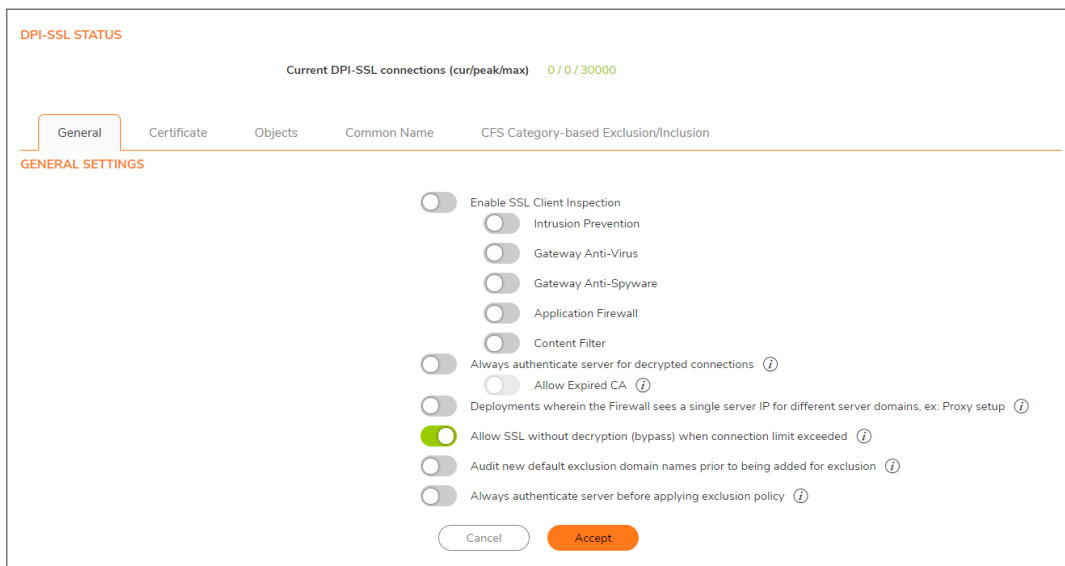 DPI-SSL STATUS
Current DPI-SSL connections (cur/peak/max) 0 / 0 / 30000
General Certificate Objects Common Name CFS Category-based Exclusion/Inclusion
GENERAL SETTINGS
Enable SSL Client Inspection
Intrusion Prevention
Gateway Anti-Virus
Gateway Anti-Spyware
Application Firewall
Content Filter
Always authenticate server for decrypted connections i
Allow Expired CA i
Deployments wherein the Firewall sees a single server IP for different server domains, ex: Proxy setup i
Allow SSL without decryption (bypass) when connection limit exceeded i
Audit new default exclusion domain names prior to being added for exclusion i
Always authenticate server before applying exclusion policy i
Cancel Accept